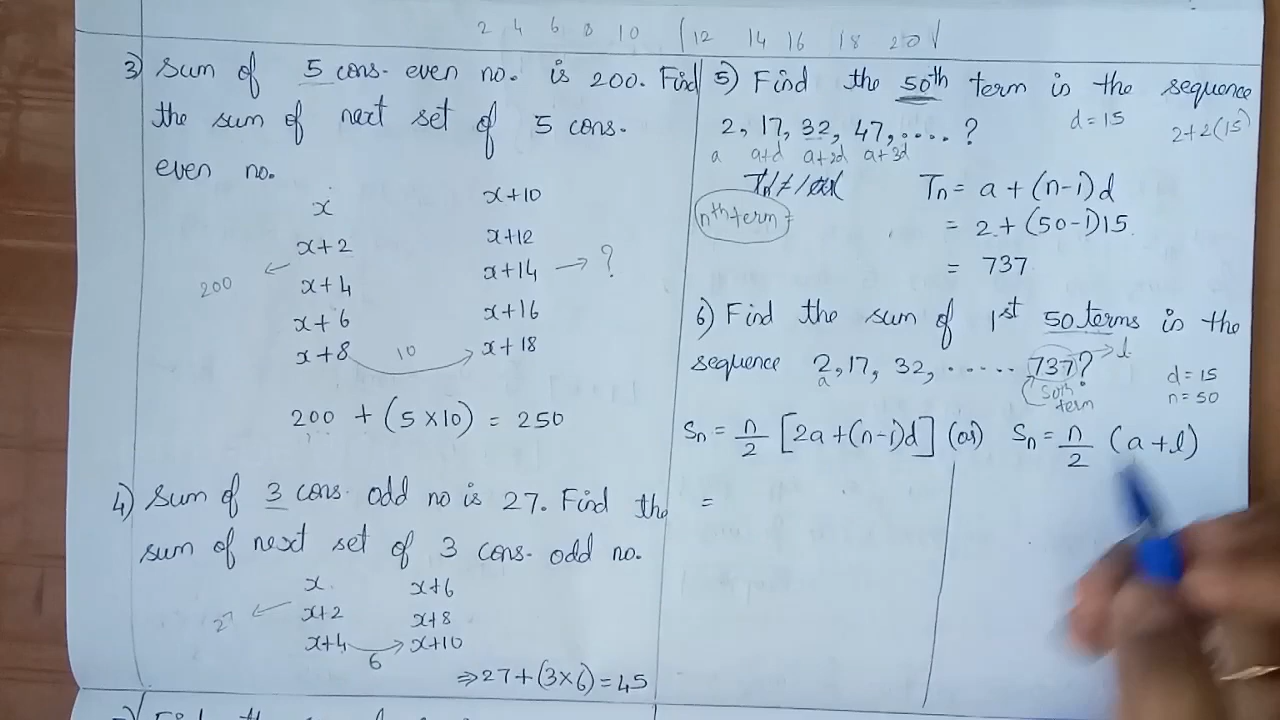 2 4 6 8 10 12 14 16 18 20
3) Sum of 5 cons. even no. is 200. Find
the sum of next set of 5 cons.
even no.
x x+10
x+2 x+12
200 x+4 x+14 → ?
x+6 x+16
x+8 10 x+18
200 + (5×10) = 250
4) Sum of 3 cons. odd no is 27. Find the
sum of next set of 3 cons. odd no.
x x+6
27 x+2 x+8
x+4 6 x+10
⇒27+(3×6)=45
5) Find the 50th term in the sequence
2, 17, 32, 47, ..... ? d=15 2+2(15)
a a+d a+2d a+3d
Tn = a + (n-1)d
nth term =
= 2 + (50-1)15
= 737
6) Find the sum of 1st 50 terms in the
sequence 2, 17, 32, ...... 737? → l
a 50th term
d=15
n=50
Sn = n/2 [2a+(n-1)d] (or) Sn = n/2 (a+l)
=